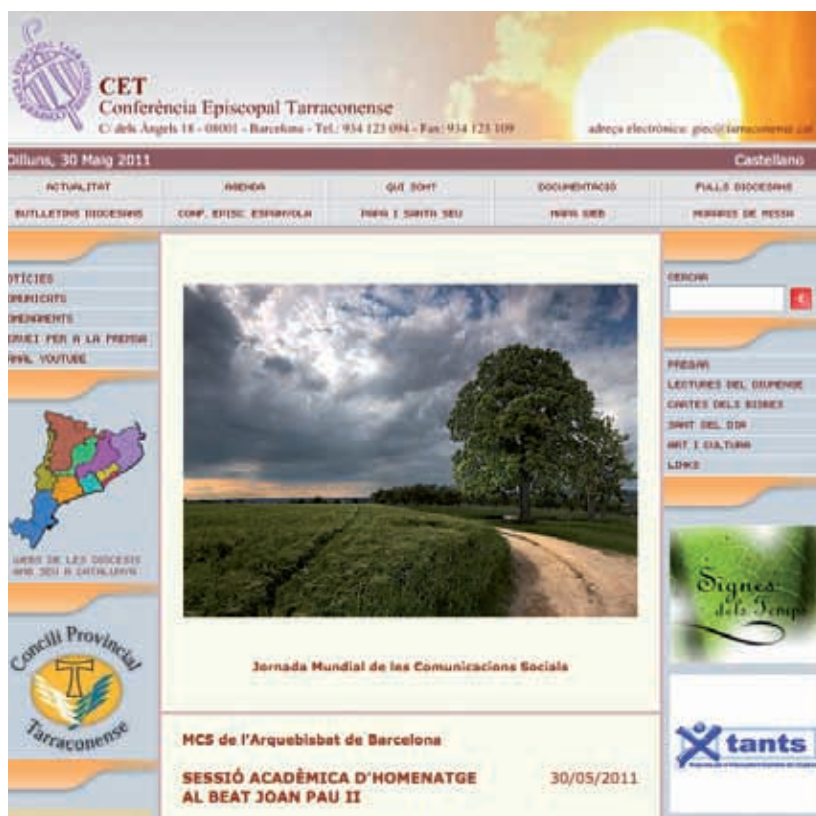 CET
Conferència Episcopal Tarraconense
C/ dels Àngels 18 - 08001 - Barcelona - Tel.: 934 123 094 - Fax: 934 123 109
adreça electrònica:
Dilluns, 30 Maig 2011
Castellano
ACTUALITAT
AGENDA
QUI SOM?
DOCUMENTACIÓ
FULLS DIOCESANS
BUTLLETINS DIOCESANS
CONF. EPISC. ESPANYOLA
PAPA I SANTA SEU
MAPA WEB
HORARIS DE MISSA
OTÍCIES
OMUNICATS
OMENAMENTS
ERVEI PER A LA PREMSA
ANAL YOUTUBE
WEBS DE LES DIÒCESIS
AMB SEU A CATALUNYA
Concili Provincial
Tarraconense
Jornada Mundial de les Comunicacions Socials
MCS de l'Arquebisbat de Barcelona
SESSIÓ ACADÈMICA D'HOMENATGE
AL BEAT JOAN PAU II
30/05/2011
CERCAR
PREGAR
LECTURES DEL DIUMENGE
CARTES DELS BISBES
SANT DEL DIA
ART I CULTURA
LINKS
Signes
dels Temps
Xtants